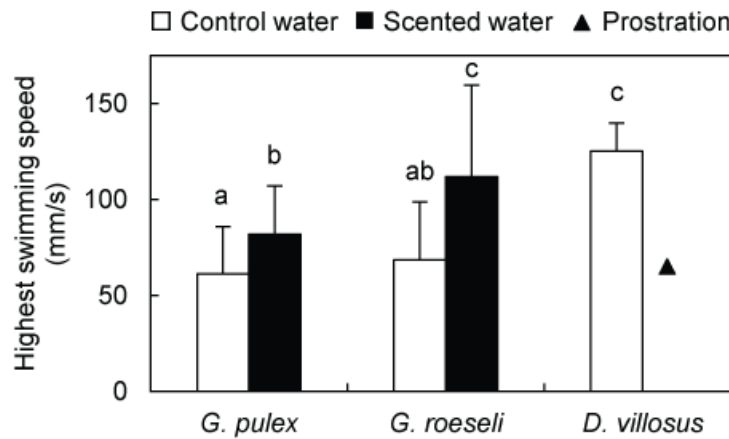 Control water Scented water Prostration
Highest swimming speed
(mm/s)
150
100
50
0
a
b
ab
c
c
G. pulex G. roeseli D. villosus